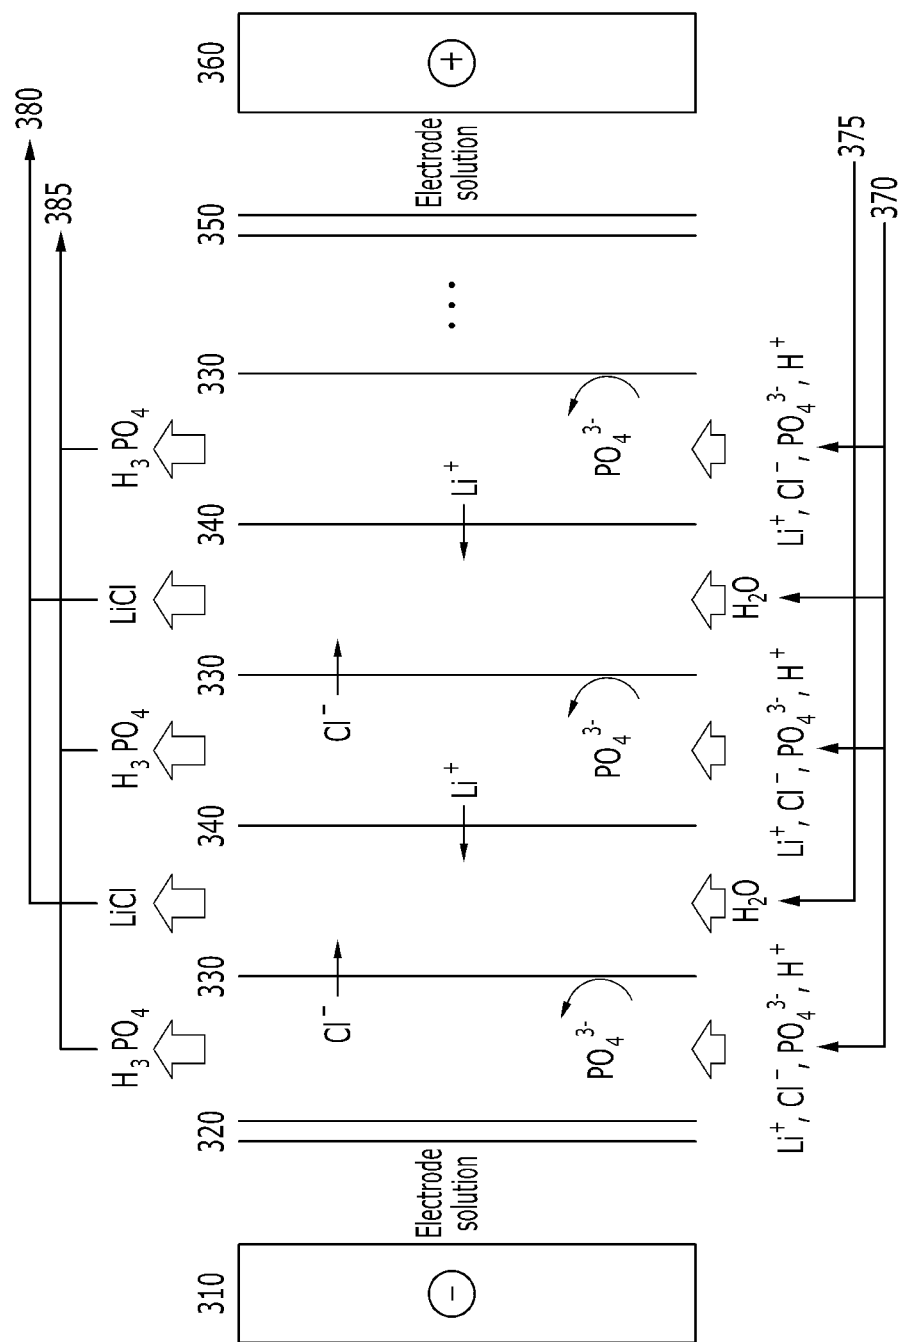 380
385
H₃PO₄ LiCl H₃PO₄ LiCl H₃PO₄
310 320 330 340 330 340 330 350 360
Cl⁻ Cl⁻
Electrode
solution
Electrode
solution
− +
Li⁺ Li⁺
...
PO₄³⁻ PO₄³⁻ PO₄³⁻
H₂O H₂O
Li⁺, Cl⁻, PO₄³⁻, H⁺ Li⁺, Cl⁻, PO₄³⁻, H⁺ Li⁺, Cl⁻, PO₄³⁻, H⁺
375
370